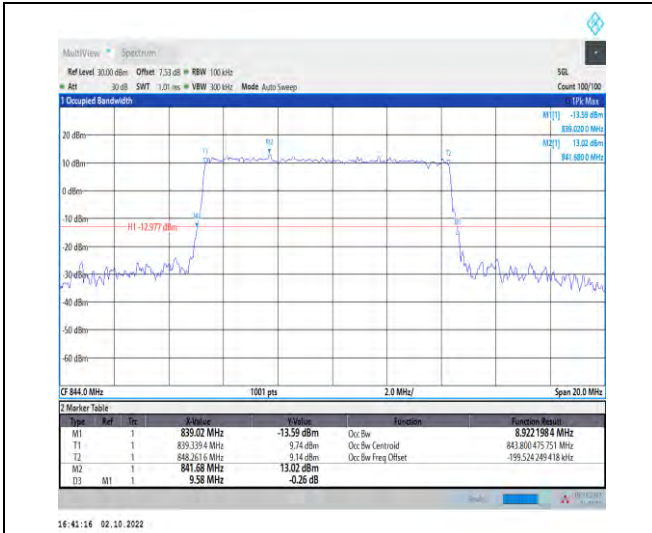 MultiView Spectrum
Ref Level 30.00 dBm Offset 7.53 dB RBW 100 kHz SGL
Att 30 dB SWT 1.01 ms VBW 300 kHz Mode Auto Sweep Count 100/100
1 Occupied Bandwidth 1Pk Max
M1[1] -13.59 dBm
839.020 0 MHz
M2[1] 13.02 dBm
841.680 0 MHz
20 dBm
M2
T1 T2
10 dBm
0 dBm
-10 dBm
H1 -12.977 dBm
-20 dBm
-30 dBm
-40 dBm
-50 dBm
-60 dBm
CF 844.0 MHz 1001 pts 2.0 MHz/ Span 20.0 MHz
2 Marker Table
Type Ref Trc X-Value Y-Value Function Function Result
M1 1 839.02 MHz -13.59 dBm Occ Bw 8.922 198 4 MHz
T1 1 839.339 4 MHz 9.74 dBm Occ Bw Centroid 843.800 475 751 MHz
T2 1 848.261 6 MHz 9.14 dBm Occ Bw Freq Offset -199.524 249 418 kHz
M2 1 841.68 MHz 13.02 dBm
D3 M1 1 9.58 MHz -0.26 dB
16:41:16 02.10.2022